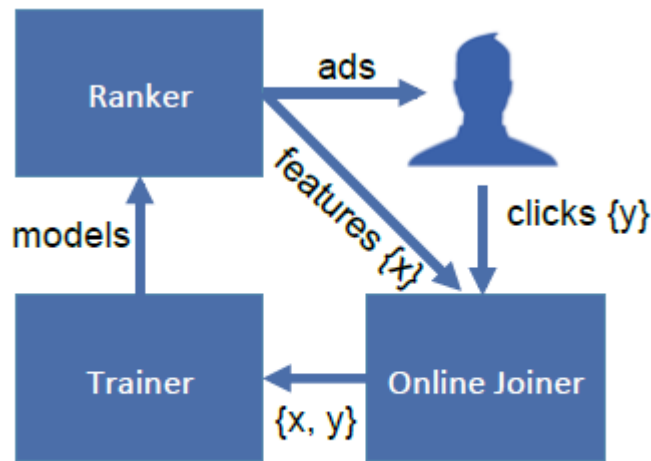 Ranker
ads
features {x}
clicks {y}
models
Trainer
Online Joiner
{x, y}